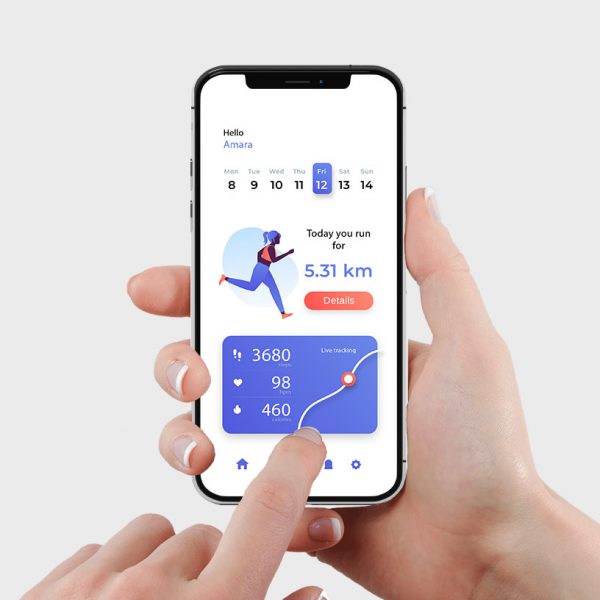 Hello
Amara
Mon Tue Wed Thu Fri Sat Sun
8 9 10 11 12 13 14
Today you run
for
5.31 km
Details
Live tracking
3680
steps
98
bpm
460
calories